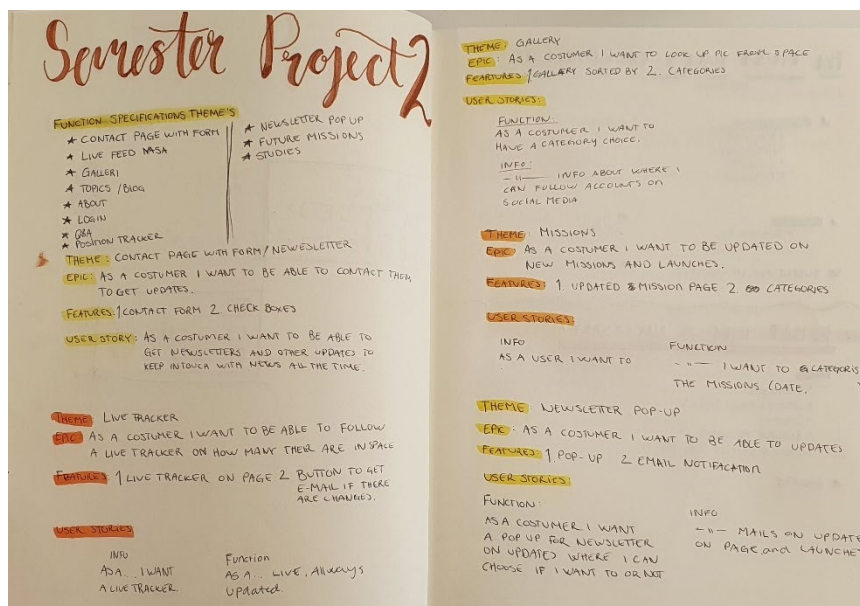 Semester Project 2
FUNCTION SPECIFICATIONS THEME'S
★ CONTACT PAGE WITH FORM
★ LIVE FEED NASA
★ GALLERI
★ TOPICS / BLOG
★ ABOUT
★ LOGIN
★ Q&A
★ POSITION TRACKER
★ NEWSLETTER POP UP
★ FUTURE MISSIONS
★ STUDIES
THEME: CONTACT PAGE WITH FORM / NEWESLETTER
EPIC: AS A COSTUMER I WANT TO BE ABLE TO CONTACT THEM
TO GET UPDATES.
FEATURES: 1 CONTACT FORM 2. CHECK BOXES
USER STORY: AS A COSTUMER I WANT TO BE ABLE TO
GET NEWSLETTERS AND OTHER UPDATES TO
KEEP IN TOUCH WITH NEWS ALL THE TIME.
THEME: LIVE TRACKER
EPIC AS A COSTUMER I WANT TO BE ABLE TO FOLLOW
A LIVE TRACKER ON HOW MANY THEIR ARE IN SPACE
FEATURES: 1 LIVE TRACKER ON PAGE 2 BUTTON TO GET
E-MAIL IF THERE
ARE CHANGES.
USER STORIES
INFO
AS A... I WANT
A LIVE TRACKER
Function
AS A... LIVE, Allways
updated.
THEME: GALLERY
EPIC: AS A COSTUMER I WANT TO LOOK UP PIC FROM SPACE
FEARTURES: 1 GALLERY SORTED BY 2. CATEGORIES
USER STORIES:
FUNCTION:
AS A COSTUMER I WANT TO
HAVE A CATEGORY CHOICE.
INFO:
–"– INFO ABOUT WHERE I
CAN FOLLOW ACCOUNTS ON
SOCIAL MEDIA
THEME: MISSIONS
EPIC AS A COSTUMER I WANT TO BE UPDATED ON
NEW MISSIONS AND LAUNCHES.
FEATURES: 1. UPDATED MISSION PAGE 2. CATEGORIES
USER STORIES:
INFO
AS A USER I WANT TO
FUNCTION
–"– I WANT TO CATEGORIS
THE MISSIONS (DATE,
THEME NEWSLETTER POP-UP
EPIC: AS A COSTUMER I WANT TO BE ABLE TO UPDATES
FEATURES: 1. POP-UP 2 EMAIL NOTIFACATION
USER STORIES:
FUNCTION:
AS A COSTUMER I WANT
A POP UP FOR NEWSLETTER
ON UPDATES WHERE I CAN
CHOOSE IF I WANT TO OR NOT
INFO
–"– MAILS ON UPDATE
ON PAGE and LAUNCHE